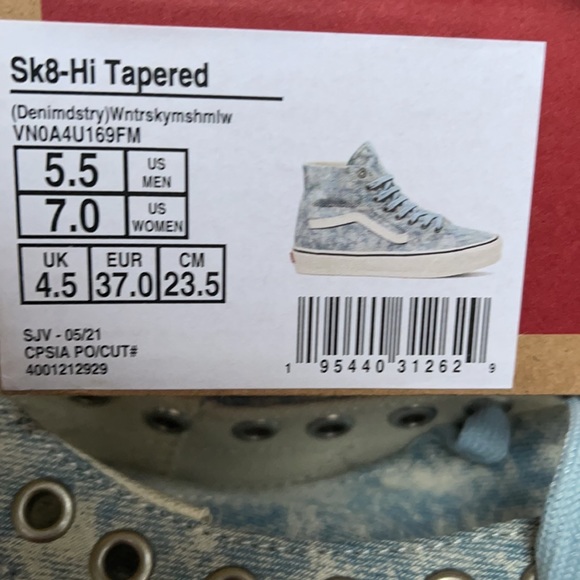 Sk8-Hi Tapered
(Denimdstry)Wntrskymshmlw
VN0A4U169FM
5.5 US MEN
7.0 US WOMEN
UK EUR CM
4.5 37.0 23.5
SJV - 05/21
CPSIA PO/CUT#
4001212929
1 95440 31262 9